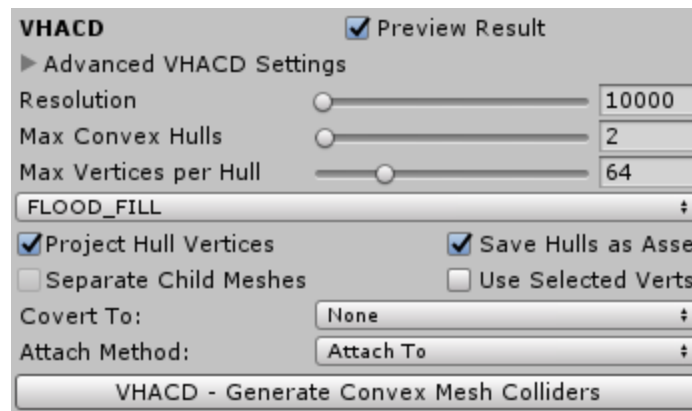 VHACD Preview Result
Advanced VHACD Settings
Resolution 10000
Max Convex Hulls 2
Max Vertices per Hull 64
FLOOD_FILL
Project Hull Vertices Save Hulls as Asse
Separate Child Meshes Use Selected Verts
Covert To: None
Attach Method: Attach To
VHACD - Generate Convex Mesh Colliders